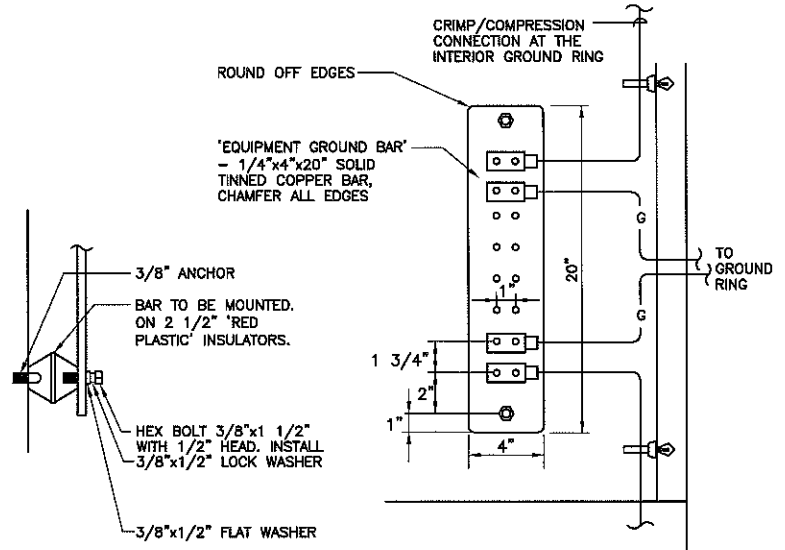 CRIMP/COMPRESSION
CONNECTION AT THE
INTERIOR GROUND RING
ROUND OFF EDGES
'EQUIPMENT GROUND BAR'
- 1/4"x4"x20" SOLID
TINNED COPPER BAR,
CHAMFER ALL EDGES
G
TO
GROUND
RING
G
20"
1"
1 3/4"
2"
1"
4"
3/8" ANCHOR
BAR TO BE MOUNTED.
ON 2 1/2" 'RED
PLASTIC' INSULATORS.
HEX BOLT 3/8"x1 1/2"
WITH 1/2" HEAD. INSTALL
3/8"x1/2" LOCK WASHER
3/8"x1/2" FLAT WASHER